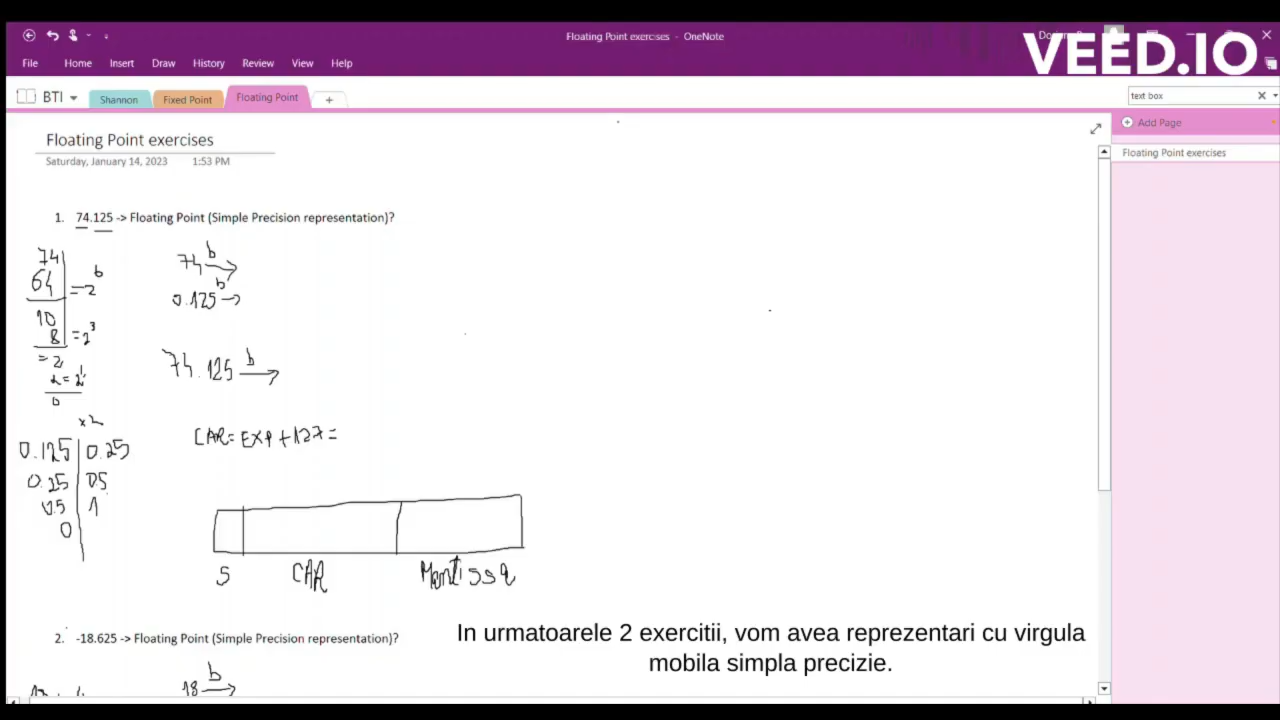 Floating Point exercises - OneNote
VEED.IO
File Home Insert Draw History Review View Help
BTI Shannon Fixed Point Floating Point +
text box
Add Page
Floating Point exercises
Floating Point exercises
Saturday, January 14, 2023 1:53 PM
1. 74.125 -> Floating Point (Simple Precision representation)?
74
64 = 2^6
10
8 = 2^3
= 2
2 = 2^1
0
74 b→
0.125 b→
74.125 b→
x2
0.125 | 0.25
0.25 | 0.5
0.5 | 1
0
CAR = EXP + 127 =
S CAR Mantissa
2. -18.625 -> Floating Point (Simple Precision representation)?
18 b→
In urmatoarele 2 exercitii, vom avea reprezentari cu virgula
mobila simpla precizie.